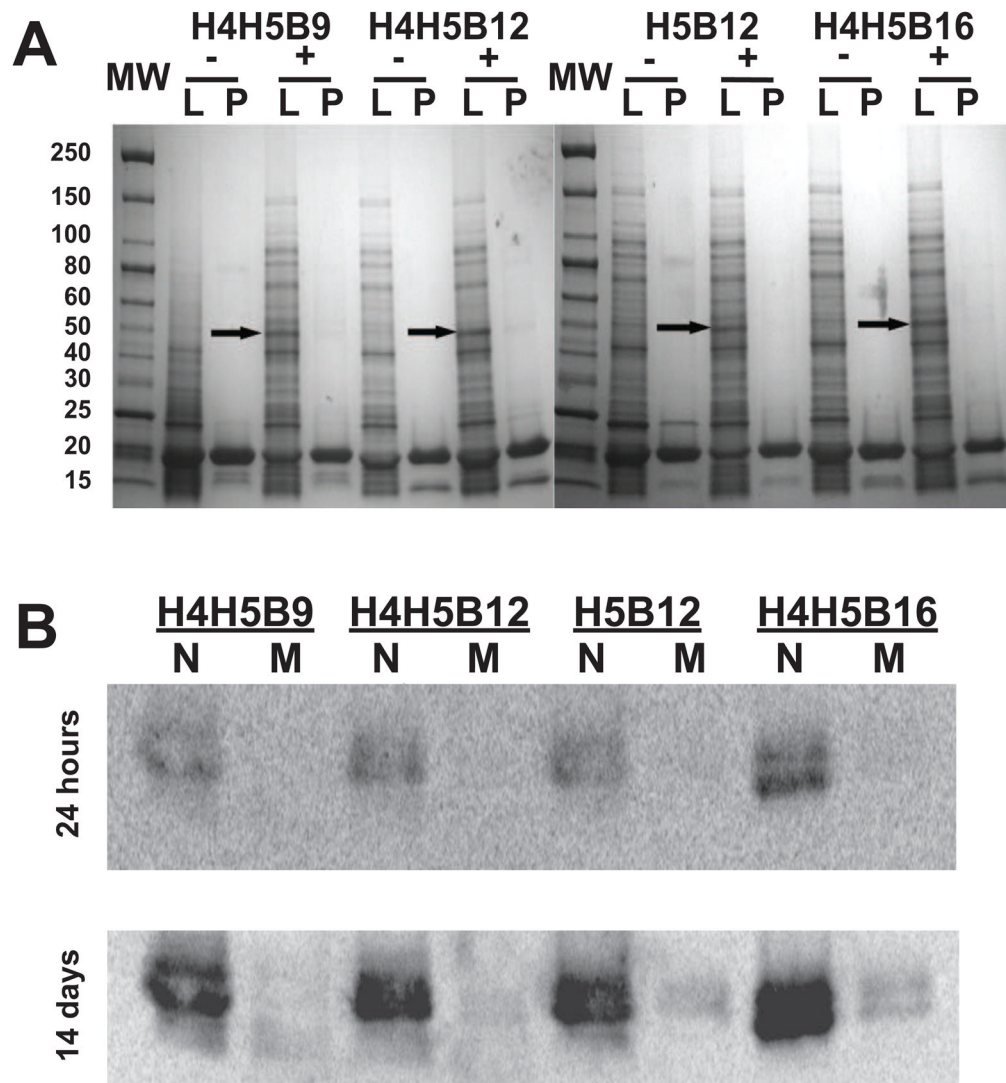 A
H4H5B9 H4H5B12 H5B12 H4H5B16
- + - + - + - +
MW L P L P L P L P MW L P L P L P L P
250
150
100
80
60
50
40
30
25
20
15
B
H4H5B9 H4H5B12 H5B12 H4H5B16
N M N M N M N M
24 hours
14 days